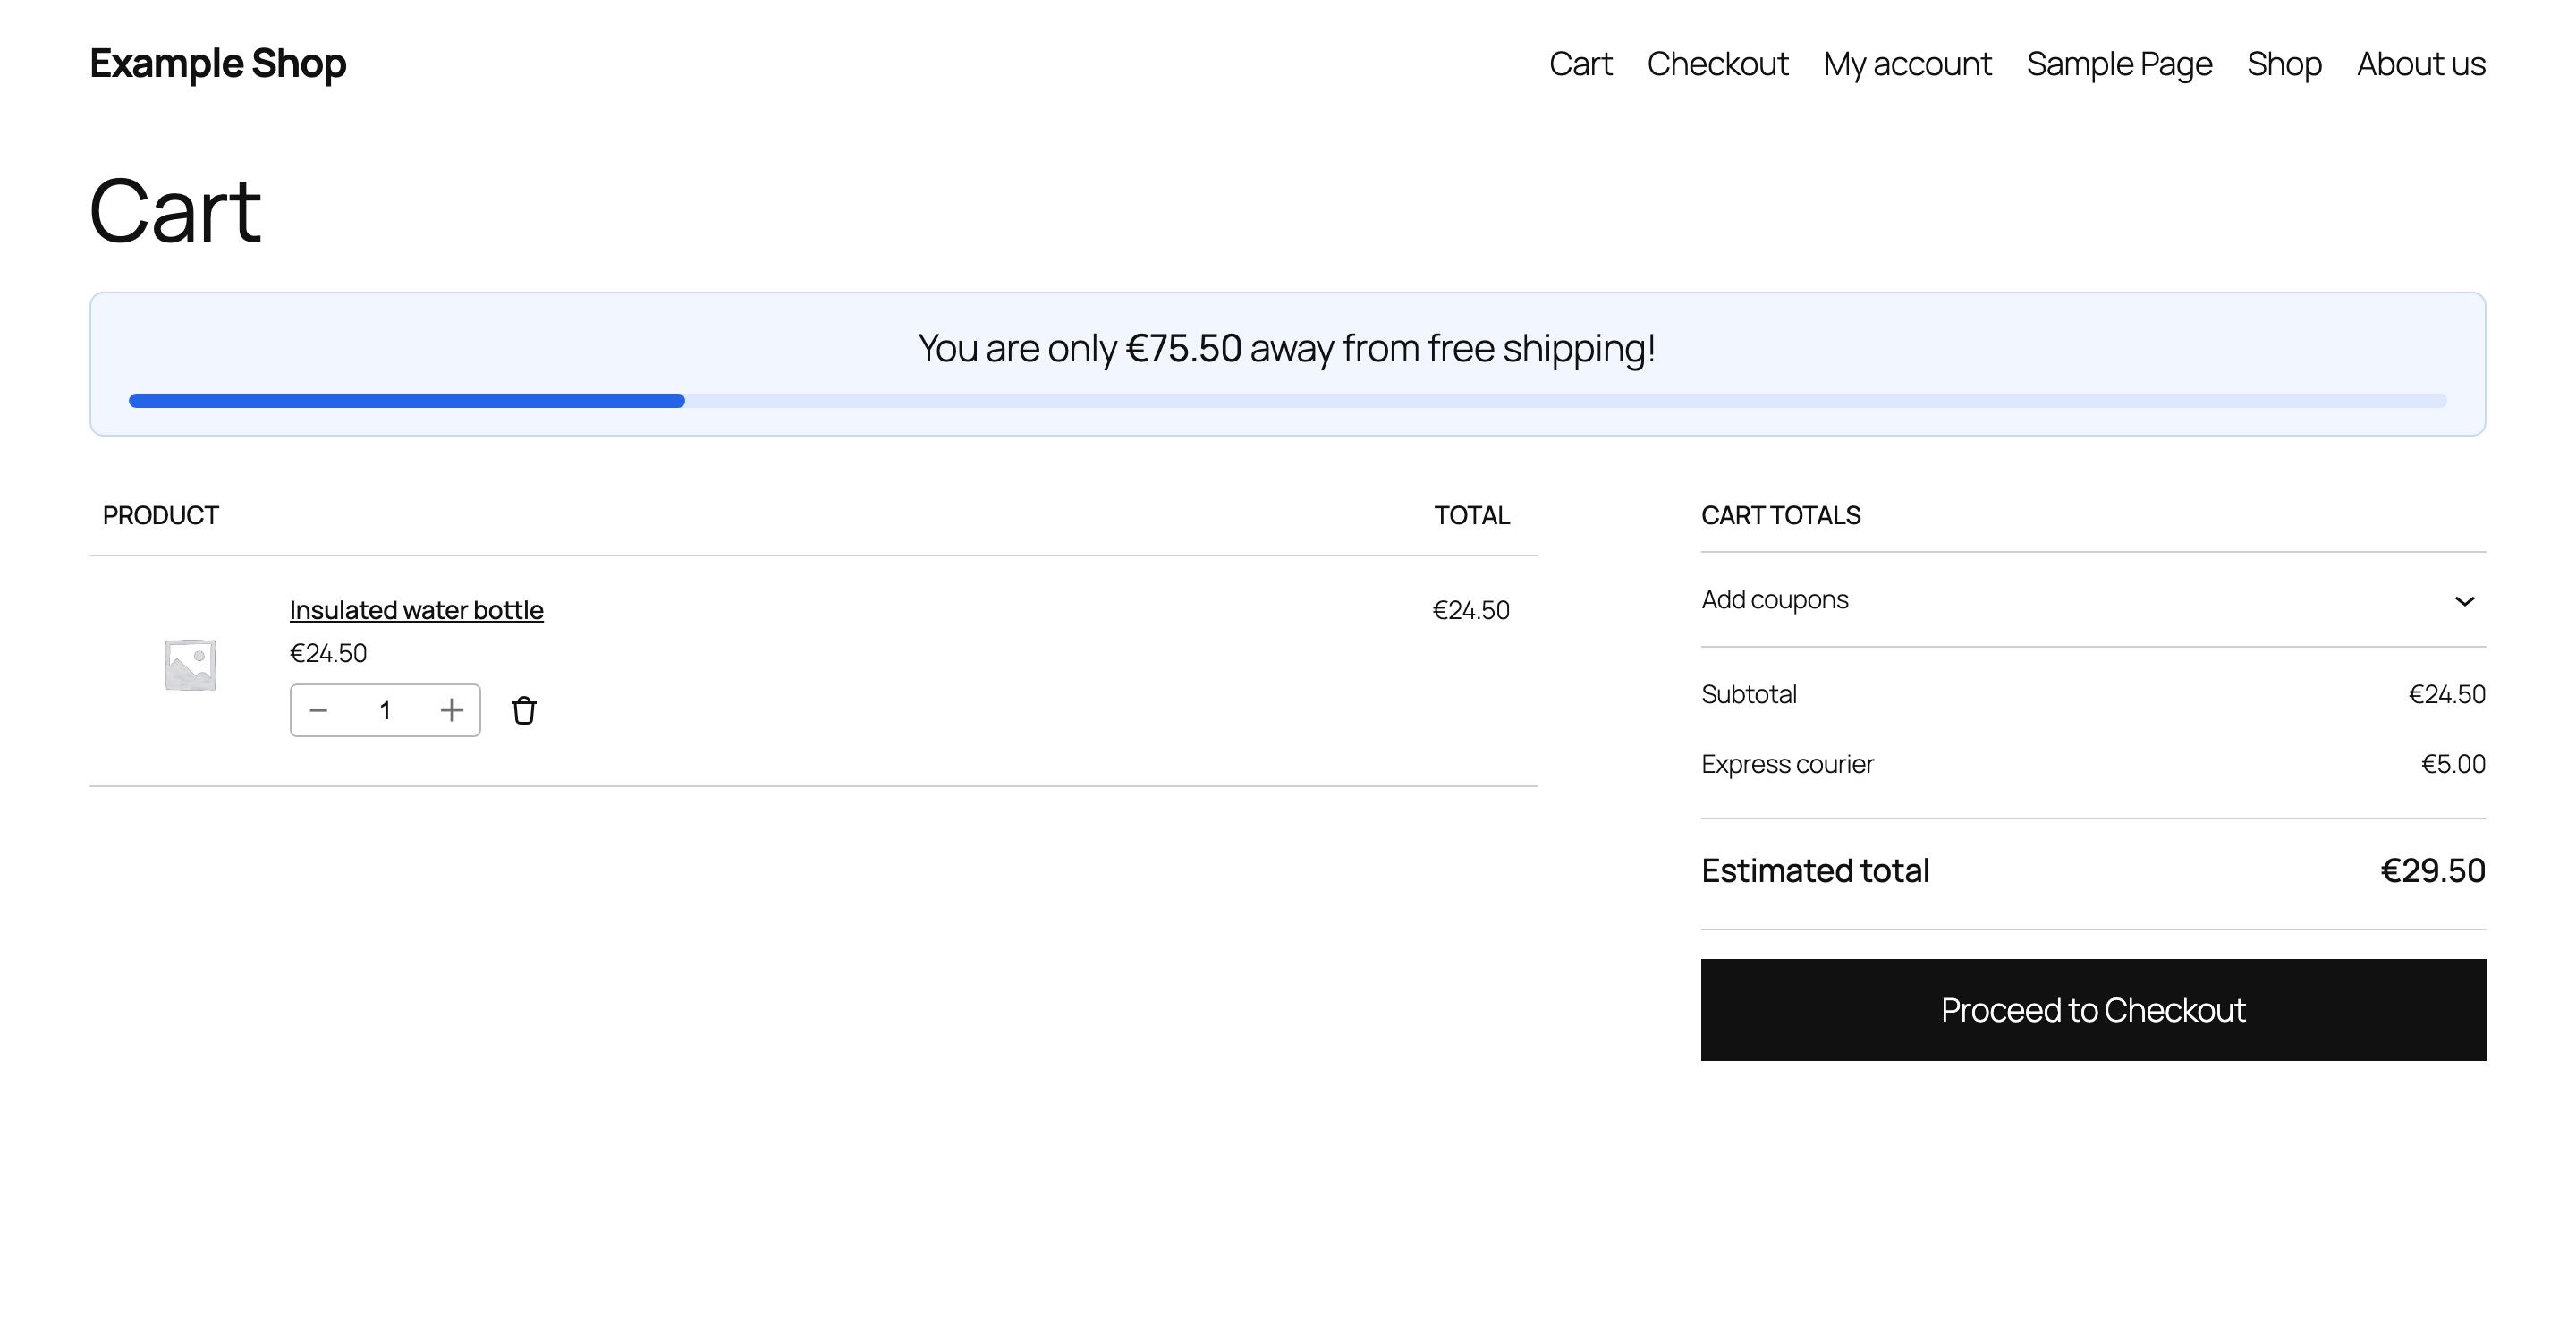 Example Shop
Cart Checkout My account Sample Page Shop About us
Cart
You are only €75.50 away from free shipping!
PRODUCT TOTAL
Insulated water bottle €24.50
€24.50
1
CART TOTALS
Add coupons
Subtotal €24.50
Express courier €5.00
Estimated total €29.50
Proceed to Checkout